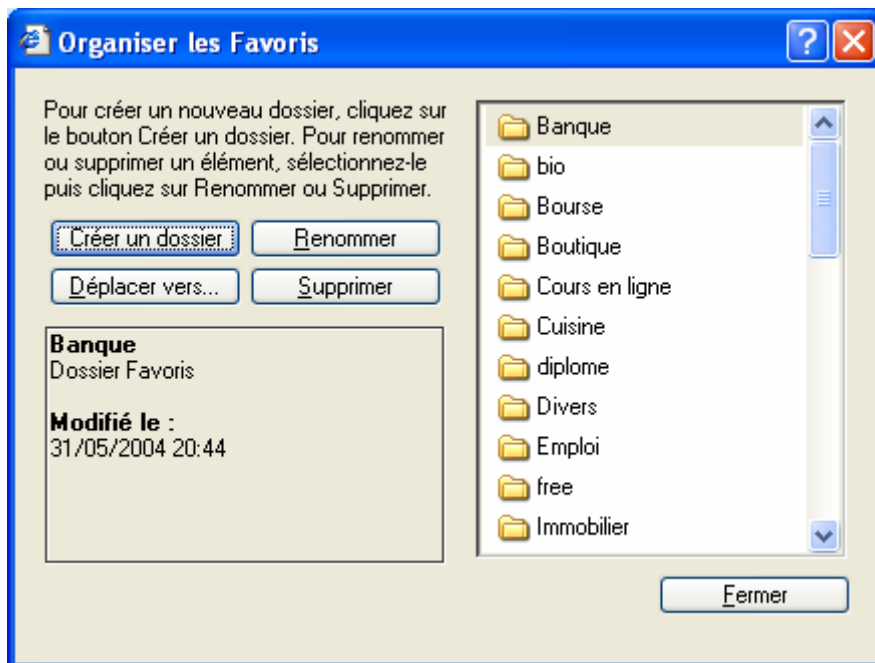 Organiser les Favoris
?
Pour créer un nouveau dossier, cliquez sur
le bouton Créer un dossier. Pour renommer
ou supprimer un élément, sélectionnez-le
puis cliquez sur Renommer ou Supprimer.
Créer un dossier
Renommer
Déplacer vers...
Supprimer
Banque
Dossier Favoris
Modifié le :
31/05/2004 20:44
Banque
bio
Bourse
Boutique
Cours en ligne
Cuisine
diplome
Divers
Emploi
free
Immobilier
Fermer